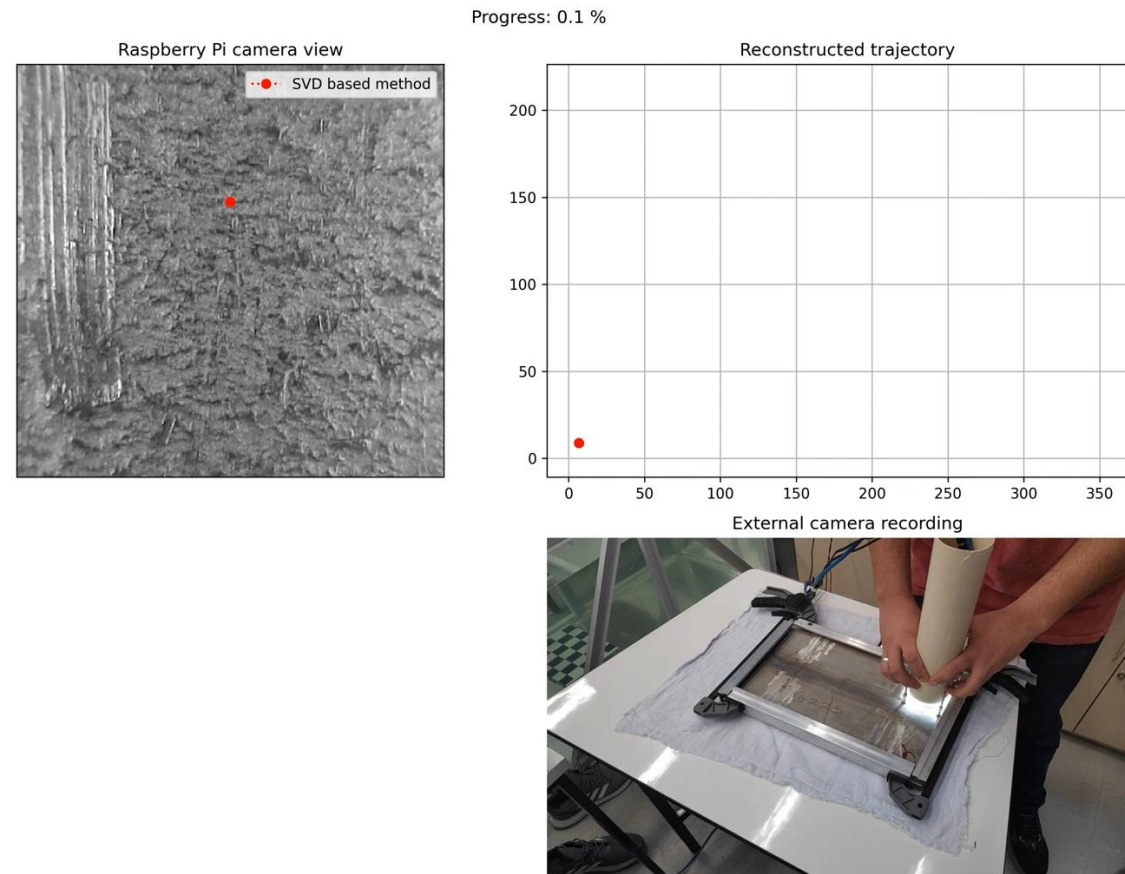 Progress: 0.1 %
Raspberry Pi camera view
SVD based method
Reconstructed trajectory
200
150
100
50
0
0 50 100 150 200 250 300 350
External camera recording